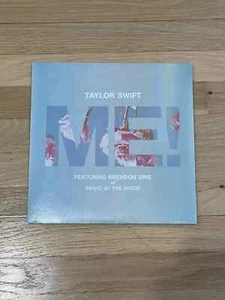 TAYLOR SWIFT
ME!
FEATURING BRENDON URIE
of
PANIC! AT THE DISCO